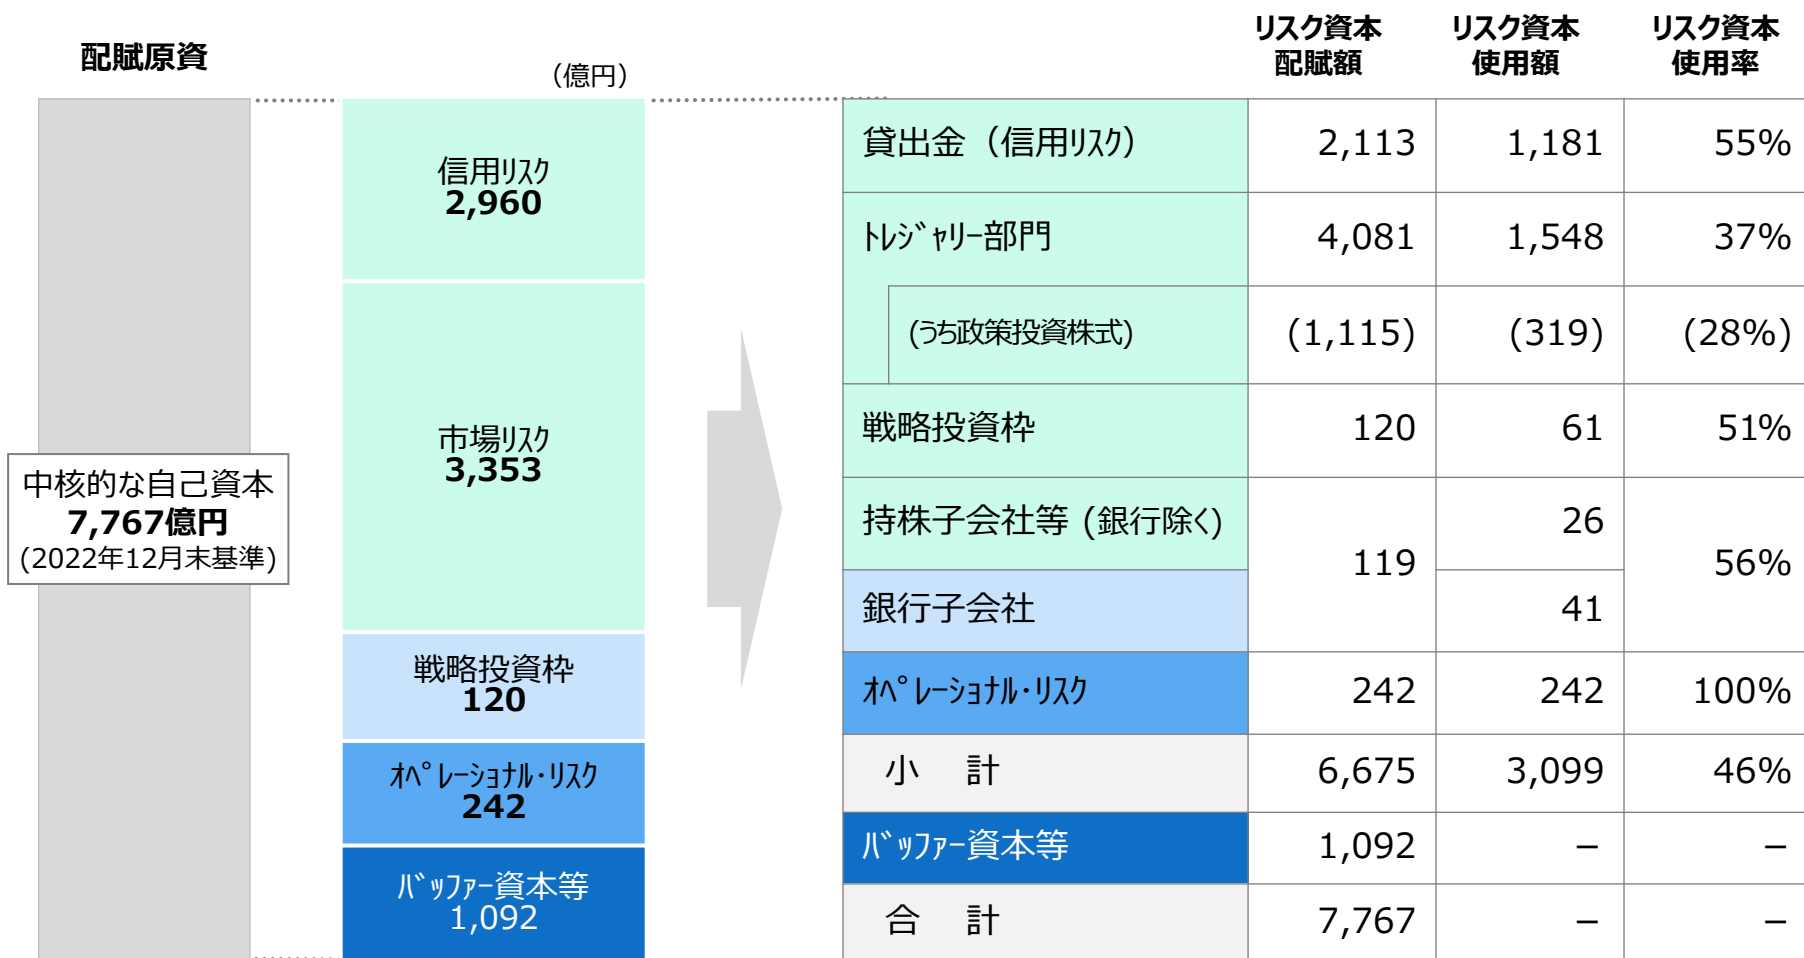 配賦原資
(億円)
信用リスク
2,960
市場リスク
3,353
戦略投資枠
120
オペレーショナル・リスク
242
バッファー資本等
1,092
中核的な自己資本
7,767億円
(2022年12月末基準)
リスク資本
配賦額
リスク資本
使用額
リスク資本
使用率
貸出金(信用リスク) 2,113 1,181 55%
トレジャリー部門 4,081 1,548 37%
(うち政策投資株式) (1,115) (319) (28%)
戦略投資枠 120 61 51%
持株子会社等 (銀行除く) 26
119 56%
銀行子会社 41
オペレーショナル・リスク 242 242 100%
小 計 6,675 3,099 46%
バッファー資本等 1,092 – –
合 計 7,767 – –